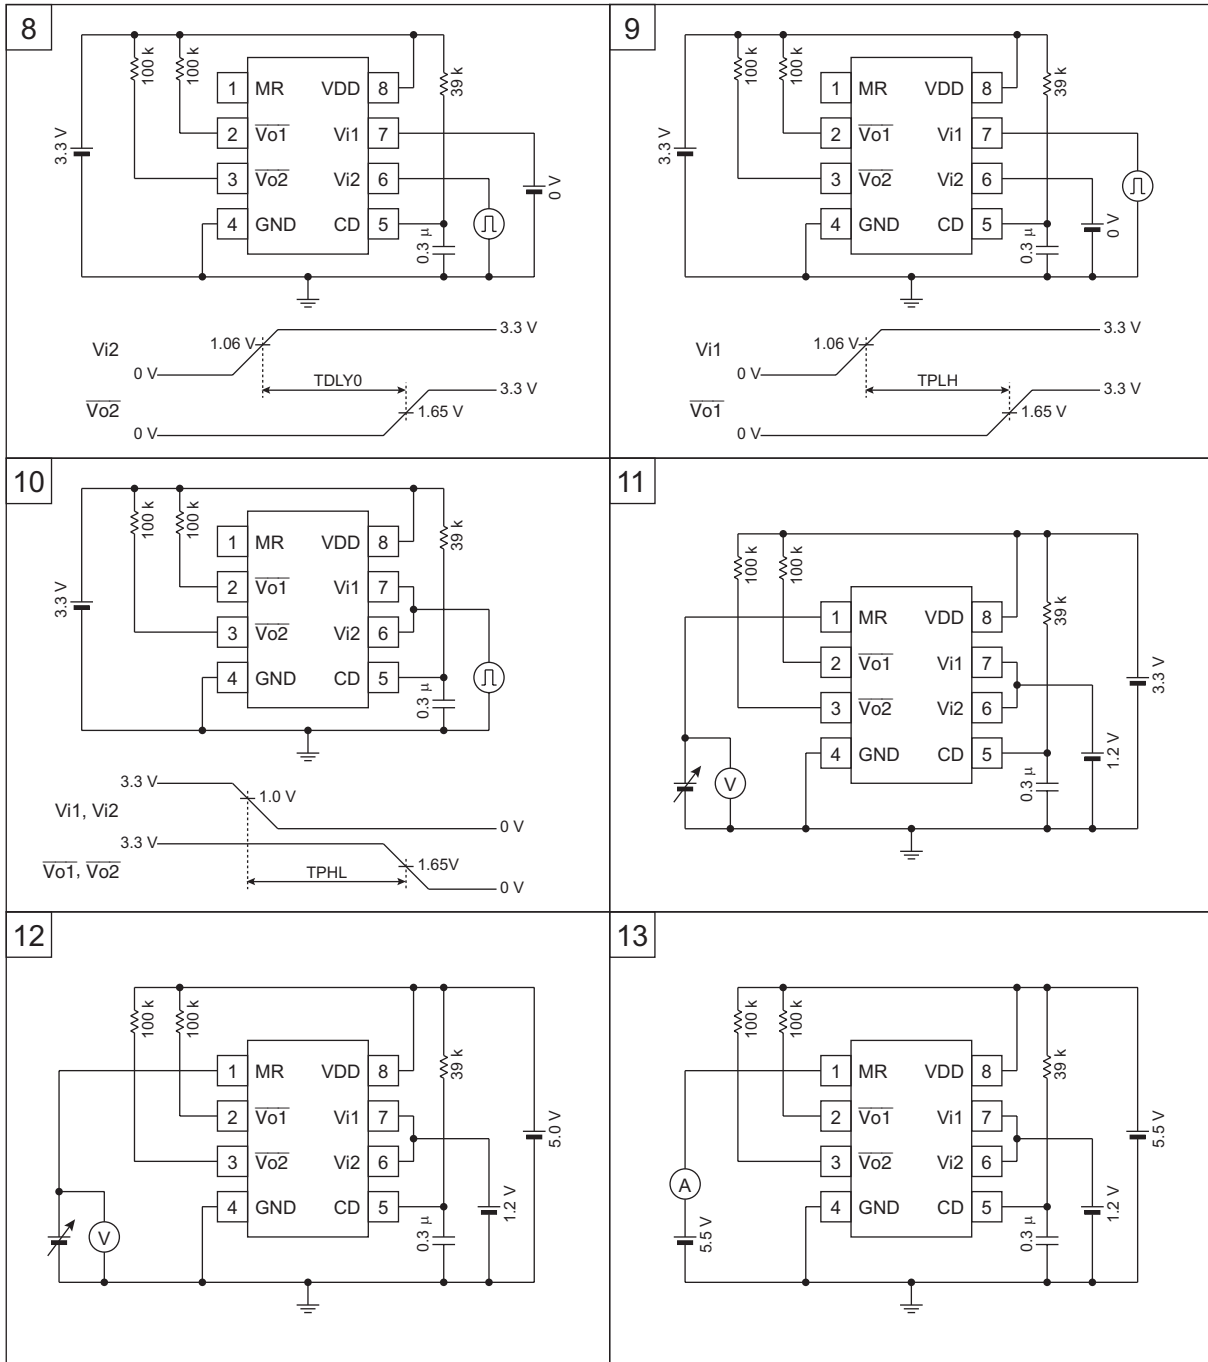 8
3.3 V
100 k
100 k
39 k
1 MR VDD 8
2 Vo1 Vi1 7
3 Vo2 Vi2 6
4 GND CD 5
0.3 µ
0 V
Vi2
0 V
1.06 V
3.3 V
TDLY0
Vo2
0 V
1.65 V
3.3 V
9
3.3 V
100 k
100 k
39 k
1 MR VDD 8
2 Vo1 Vi1 7
3 Vo2 Vi2 6
4 GND CD 5
0.3 µ
0 V
Vi1
0 V
1.06 V
3.3 V
TPLH
Vo1
0 V
1.65 V
3.3 V
10
3.3 V
100 k
100 k
39 k
1 MR VDD 8
2 Vo1 Vi1 7
3 Vo2 Vi2 6
4 GND CD 5
0.3 µ
3.3 V
Vi1, Vi2
1.0 V
0 V
3.3 V
Vo1, Vo2
TPHL
1.65V
0 V
11
100 k
100 k
39 k
1 MR VDD 8
2 Vo1 Vi1 7
3 Vo2 Vi2 6
4 GND CD 5
V
0.3 µ
1.2 V
3.3 V
12
100 k
100 k
39 k
1 MR VDD 8
2 Vo1 Vi1 7
3 Vo2 Vi2 6
4 GND CD 5
V
0.3 µ
1.2 V
5.0 V
13
100 k
100 k
39 k
1 MR VDD 8
2 Vo1 Vi1 7
3 Vo2 Vi2 6
4 GND CD 5
A
5.5 V
0.3 µ
1.2 V
5.5 V